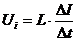 U_i = L · ΔI / Δt